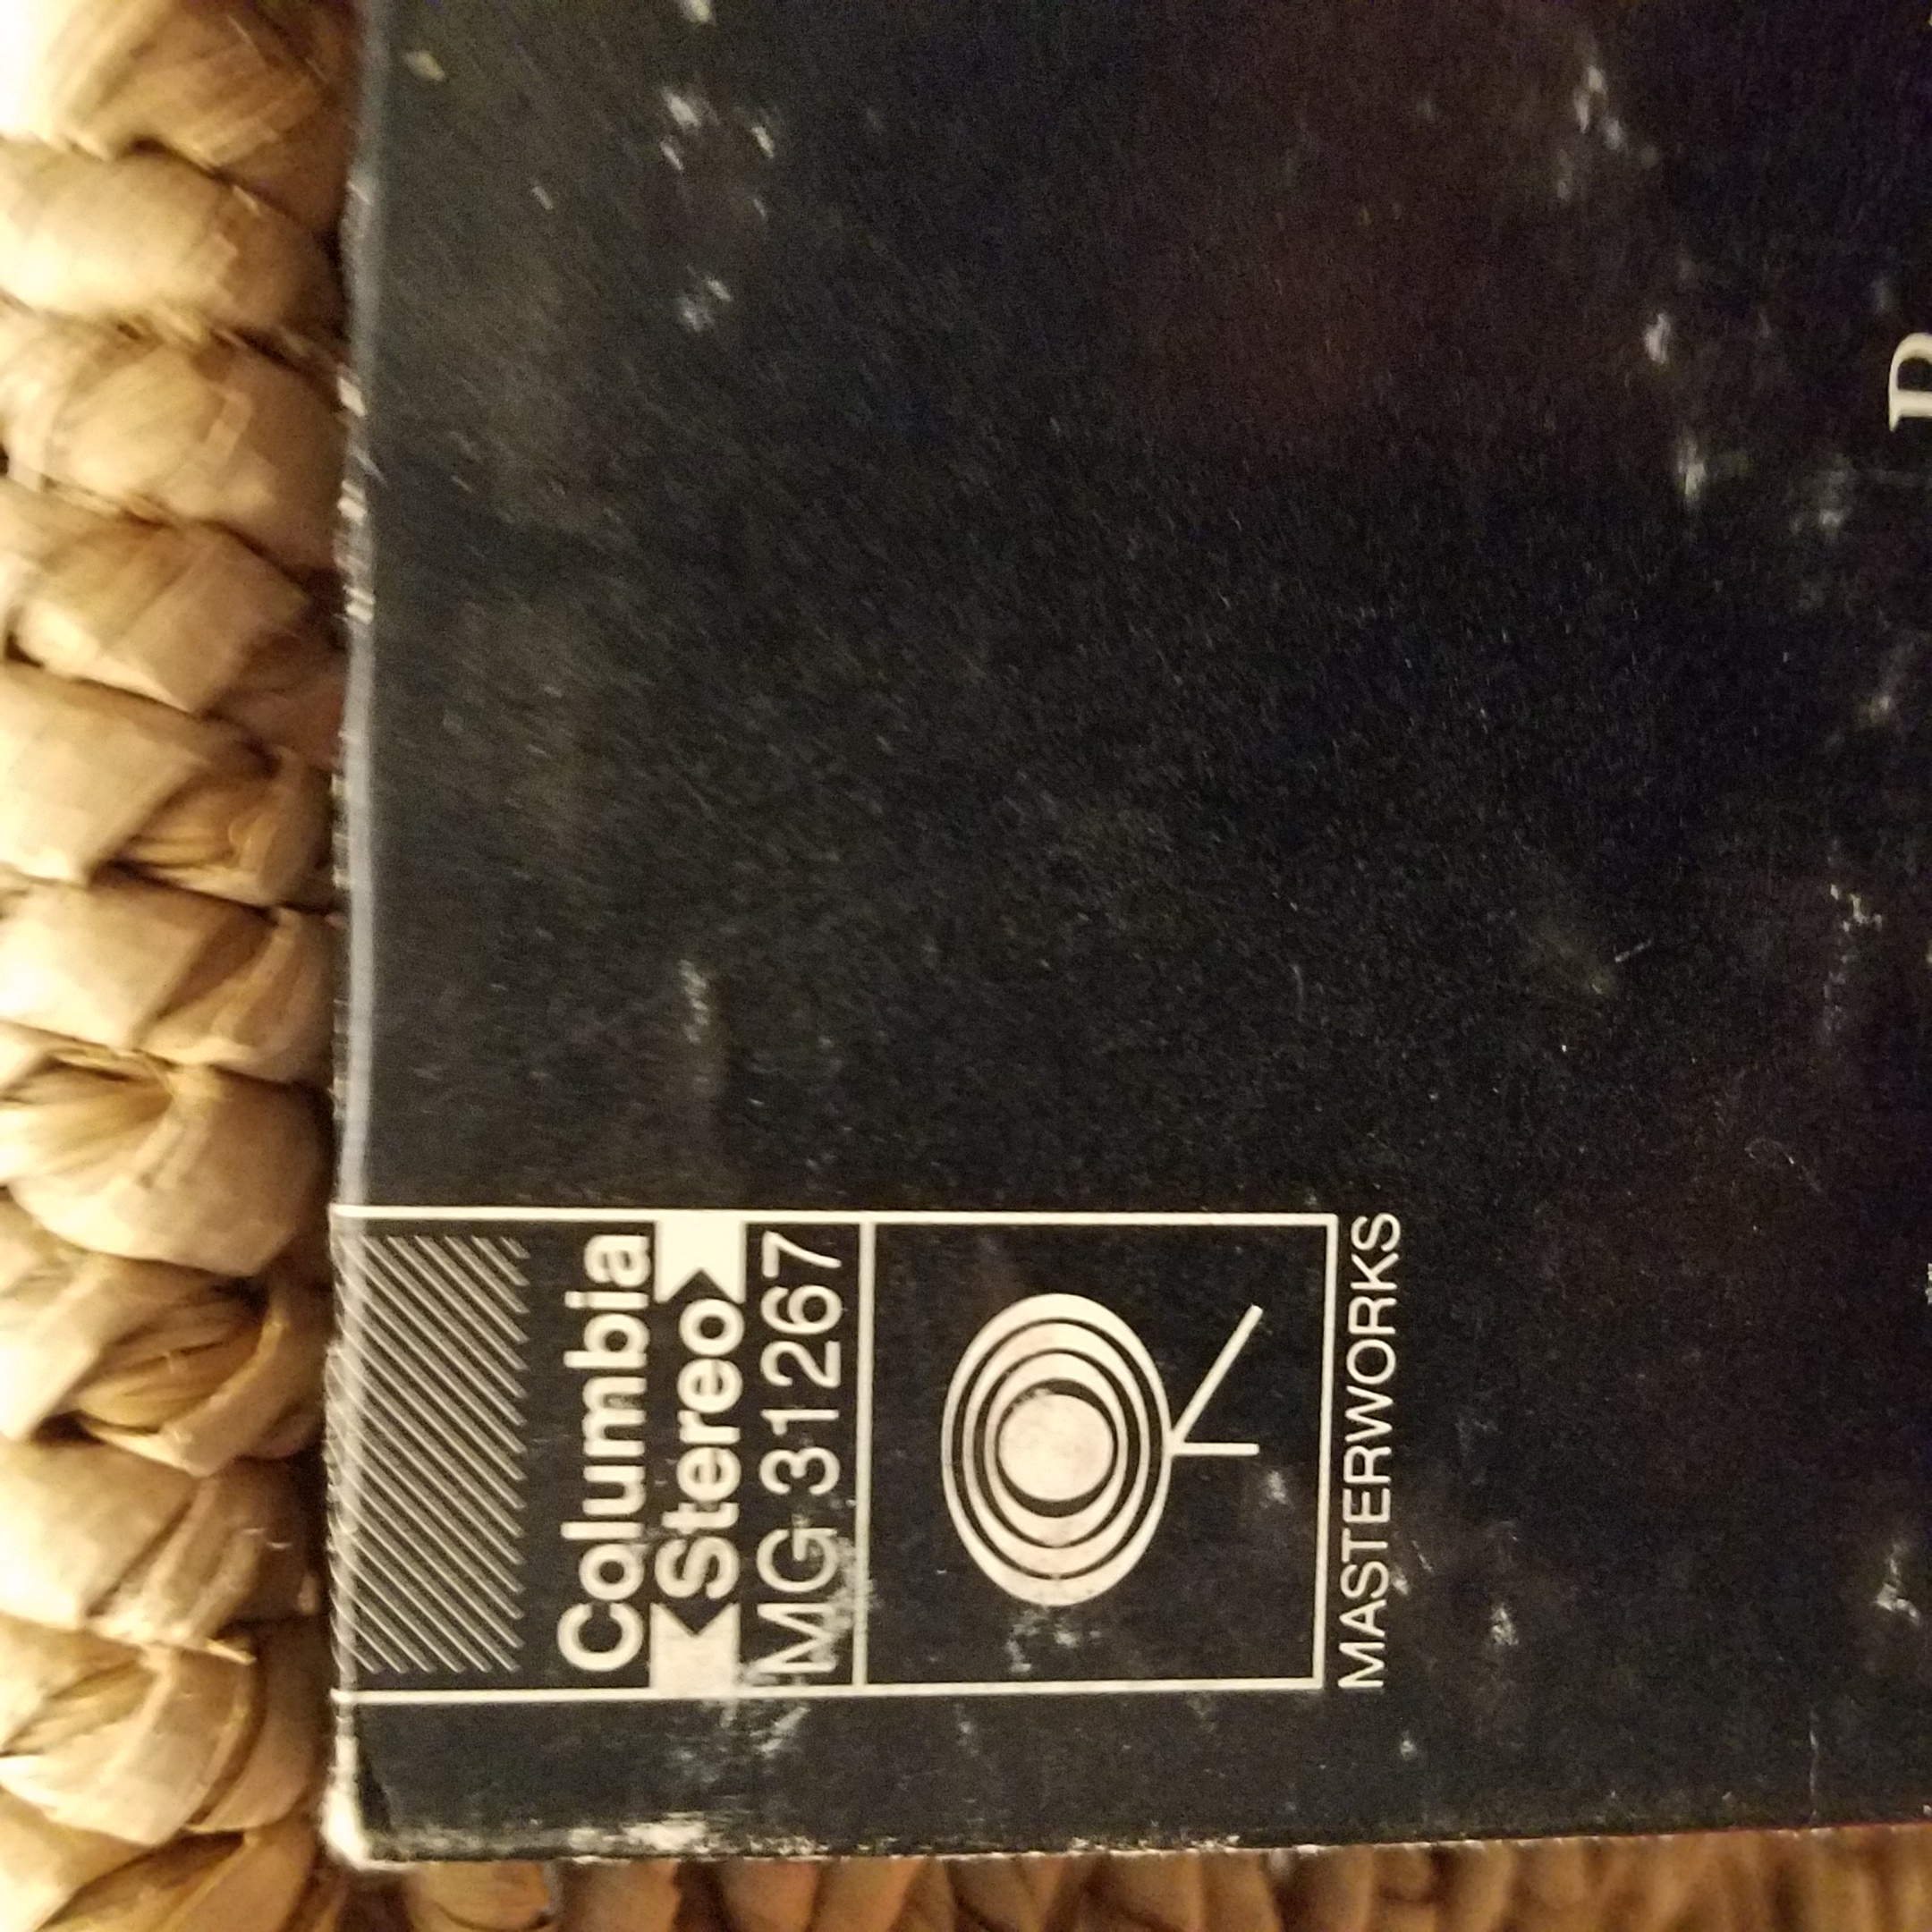 Columbia
Stereo
MG 31267
MASTERWORKS